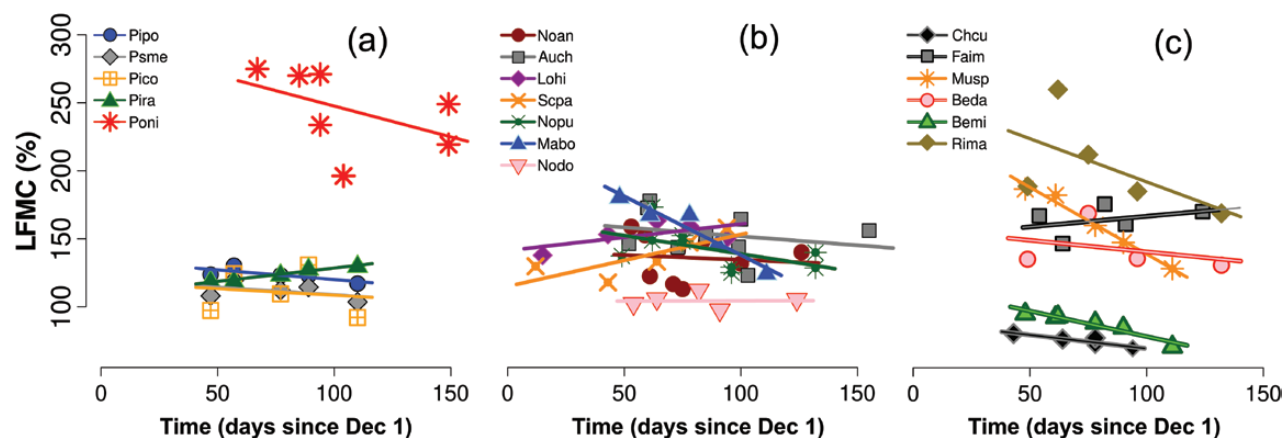 (a)
(b)
(c)
LFMC (%)
300
250
200
150
100
Pipo
Psme
Pico
Pira
Poni
Noan
Auch
Lohi
Scpa
Nopu
Mabo
Nodo
Chcu
Faim
Musp
Beda
Bemi
Rima
0 50 100 150
0 50 100 150
0 50 100 150
Time (days since Dec 1)
Time (days since Dec 1)
Time (days since Dec 1)